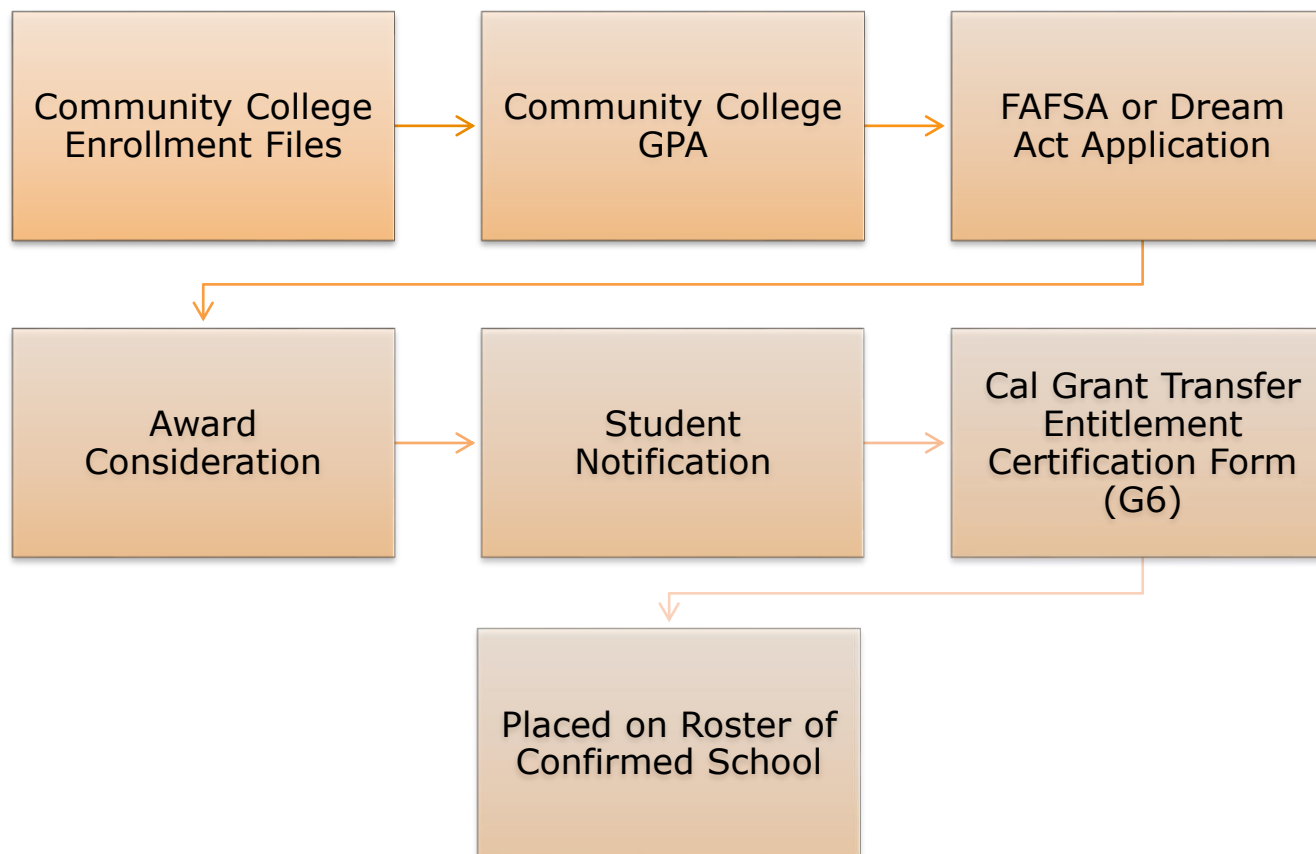 Community College
Enrollment Files
Community College
GPA
FAFSA or Dream
Act Application
Award
Consideration
Student
Notification
Cal Grant Transfer
Entitlement
Certification Form
(G6)
Placed on Roster of
Confirmed School